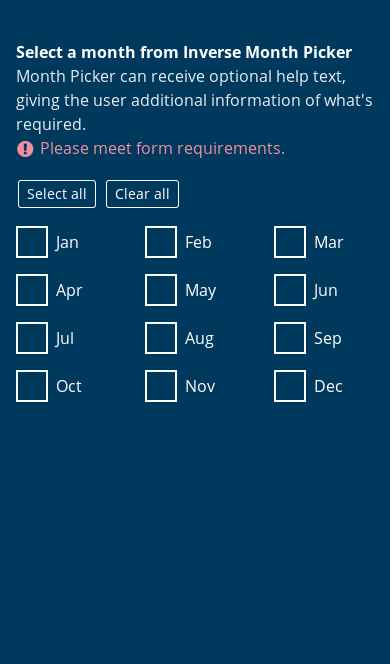 Select a month from Inverse Month Picker
Month Picker can receive optional help text,
giving the user additional information of what's
required.
Please meet form requirements.
Select all Clear all
Jan Feb Mar
Apr May Jun
Jul Aug Sep
Oct Nov Dec